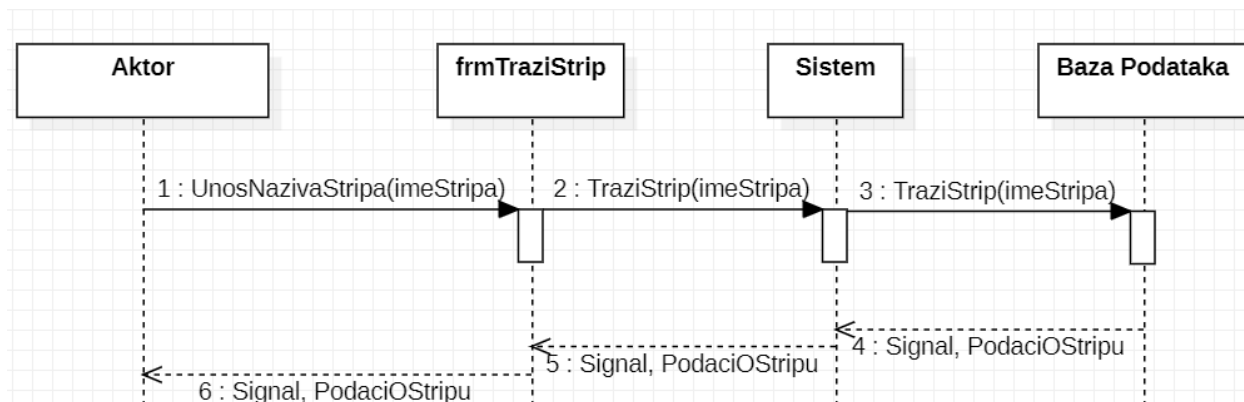 Aktor
frmTraziStrip
Sistem
Baza Podataka
1 : UnosNazivaStripa(imeStripa)
2 : TraziStrip(imeStripa)
3 : TraziStrip(imeStripa)
4 : Signal, PodaciOStripu
5 : Signal, PodaciOStripu
6 : Signal, PodaciOStripu